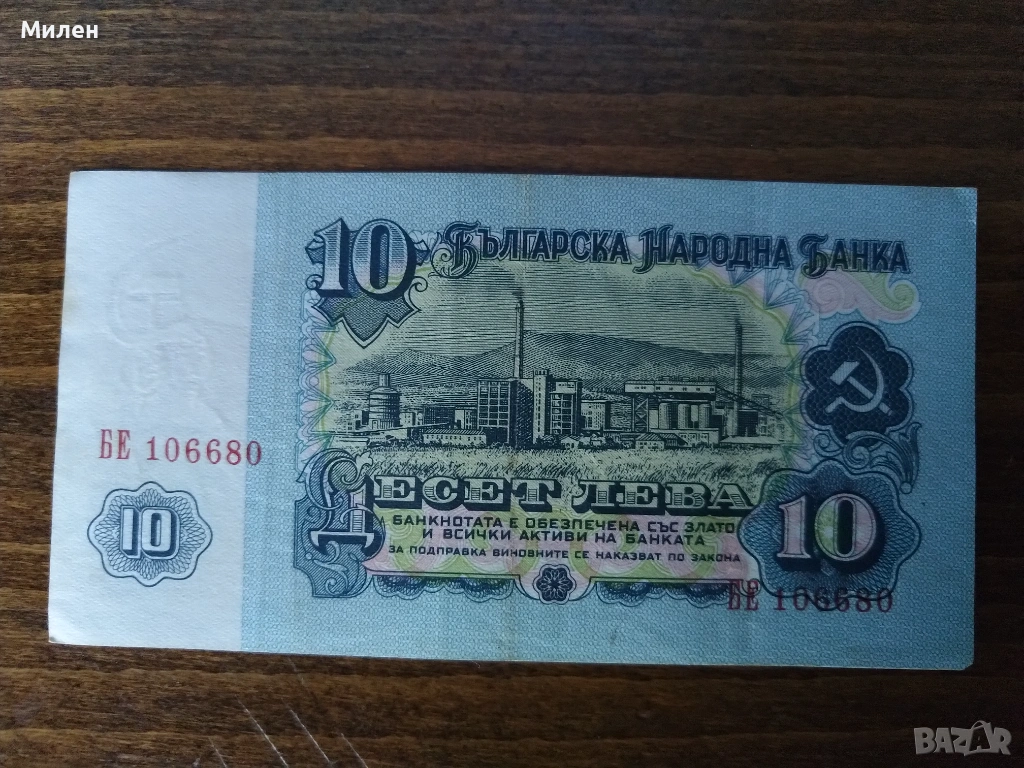 Милен
10
Българска Народна Банка
БЕ 106680
10
ДЕСЕТ ЛЕВА
БАНКНОТАТА Е ОБЕЗПЕЧЕНА СЪС ЗЛАТО
И ВСИЧКИ АКТИВИ НА БАНКАТА
ЗА ПОДПРАВКА ВИНОВНИТЕ СЕ НАКАЗВАТ ПО ЗАКОНА
10
БЕ 106680
BAZAR